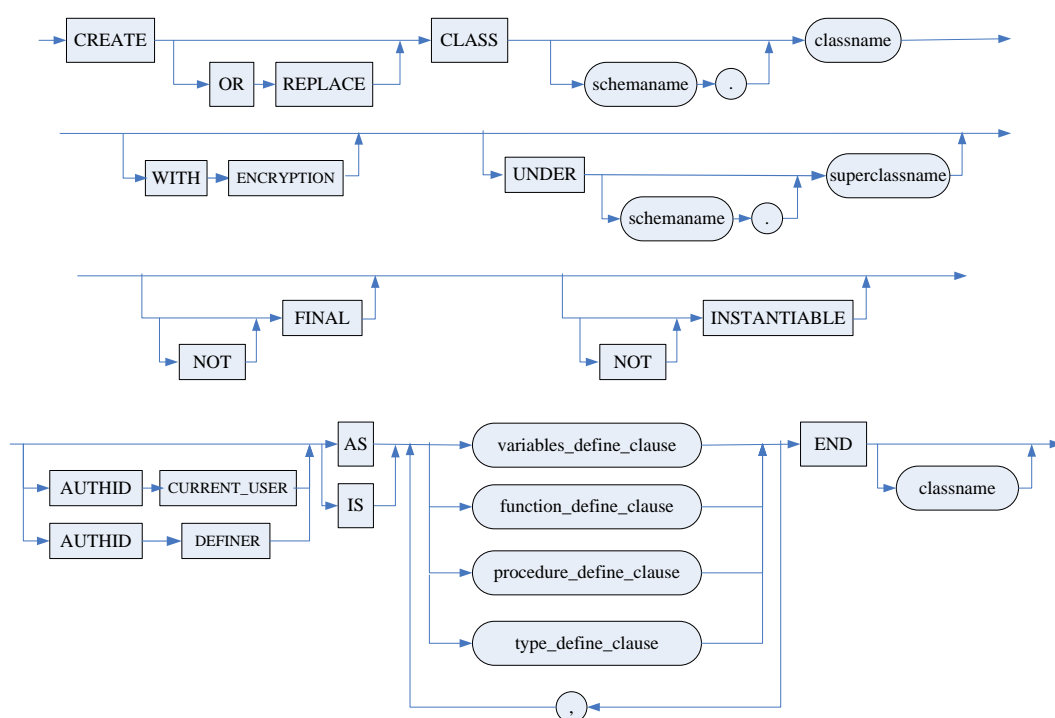 CREATE
CLASS
classname
OR
REPLACE
schemaname
.
WITH
ENCRYPTION
UNDER
superclassname
schemaname
.
FINAL
INSTANTIABLE
NOT
NOT
AS
variables_define_clause
END
AUTHID
CURRENT_USER
IS
function_define_clause
classname
AUTHID
DEFINER
procedure_define_clause
type_define_clause
,